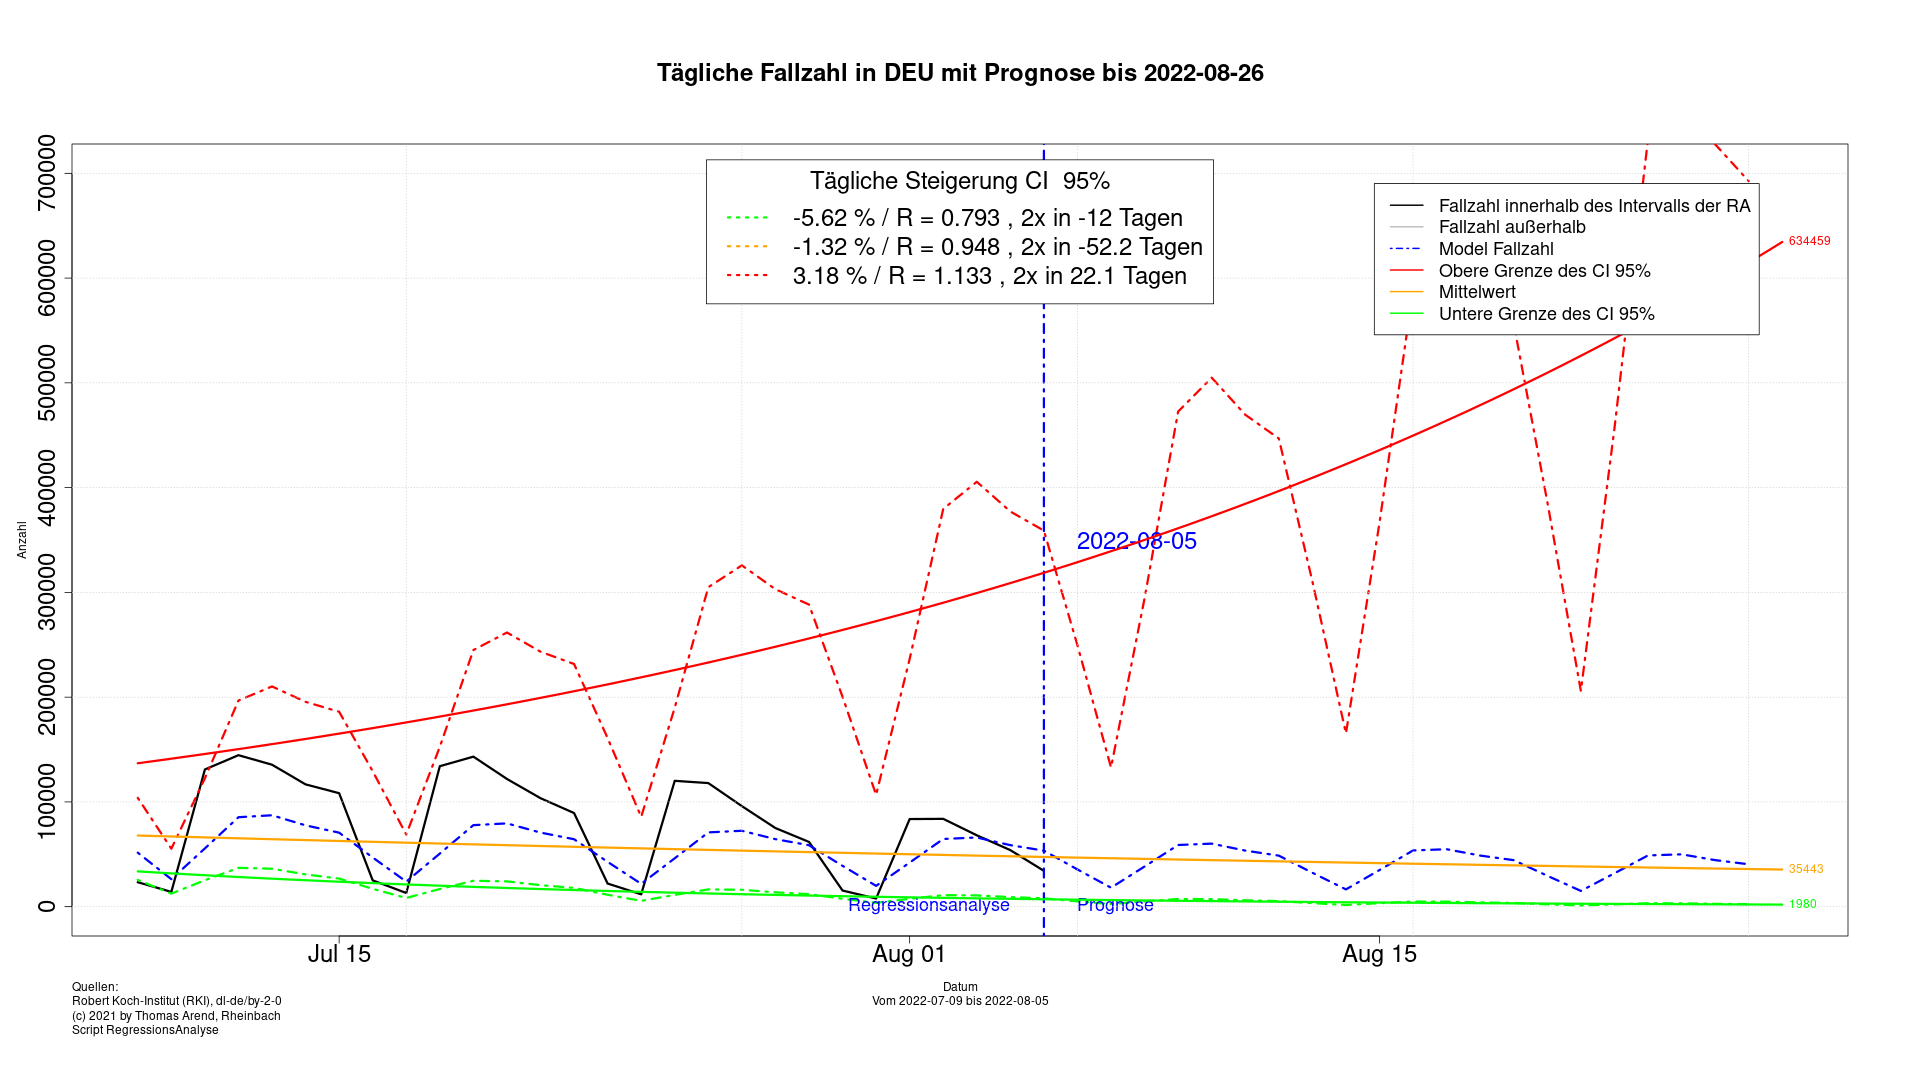 Tägliche Fallzahl in DEU mit Prognose bis 2022-08-26
Tägliche Steigerung CI 95%
-5.62 % / R = 0.793 , 2x in -12 Tagen
-1.32 % / R = 0.948 , 2x in -52.2 Tagen
3.18 % / R = 1.133 , 2x in 22.1 Tagen
Fallzahl innerhalb des Intervalls der RA
Fallzahl außerhalb
Model Fallzahl
Obere Grenze des CI 95%
Mittelwert
Untere Grenze des CI 95%
700000
600000
500000
400000
300000
200000
100000
0
Anzahl
634459
2022-08-05
35443
1980
Regressionsanalyse
Prognose
Jul 15
Aug 01
Aug 15
Datum
Vom 2022-07-09 bis 2022-08-05
Quellen:
Robert Koch-Institut (RKI), dl-de/by-2-0
(c) 2021 by Thomas Arend, Rheinbach
Script RegressionsAnalyse